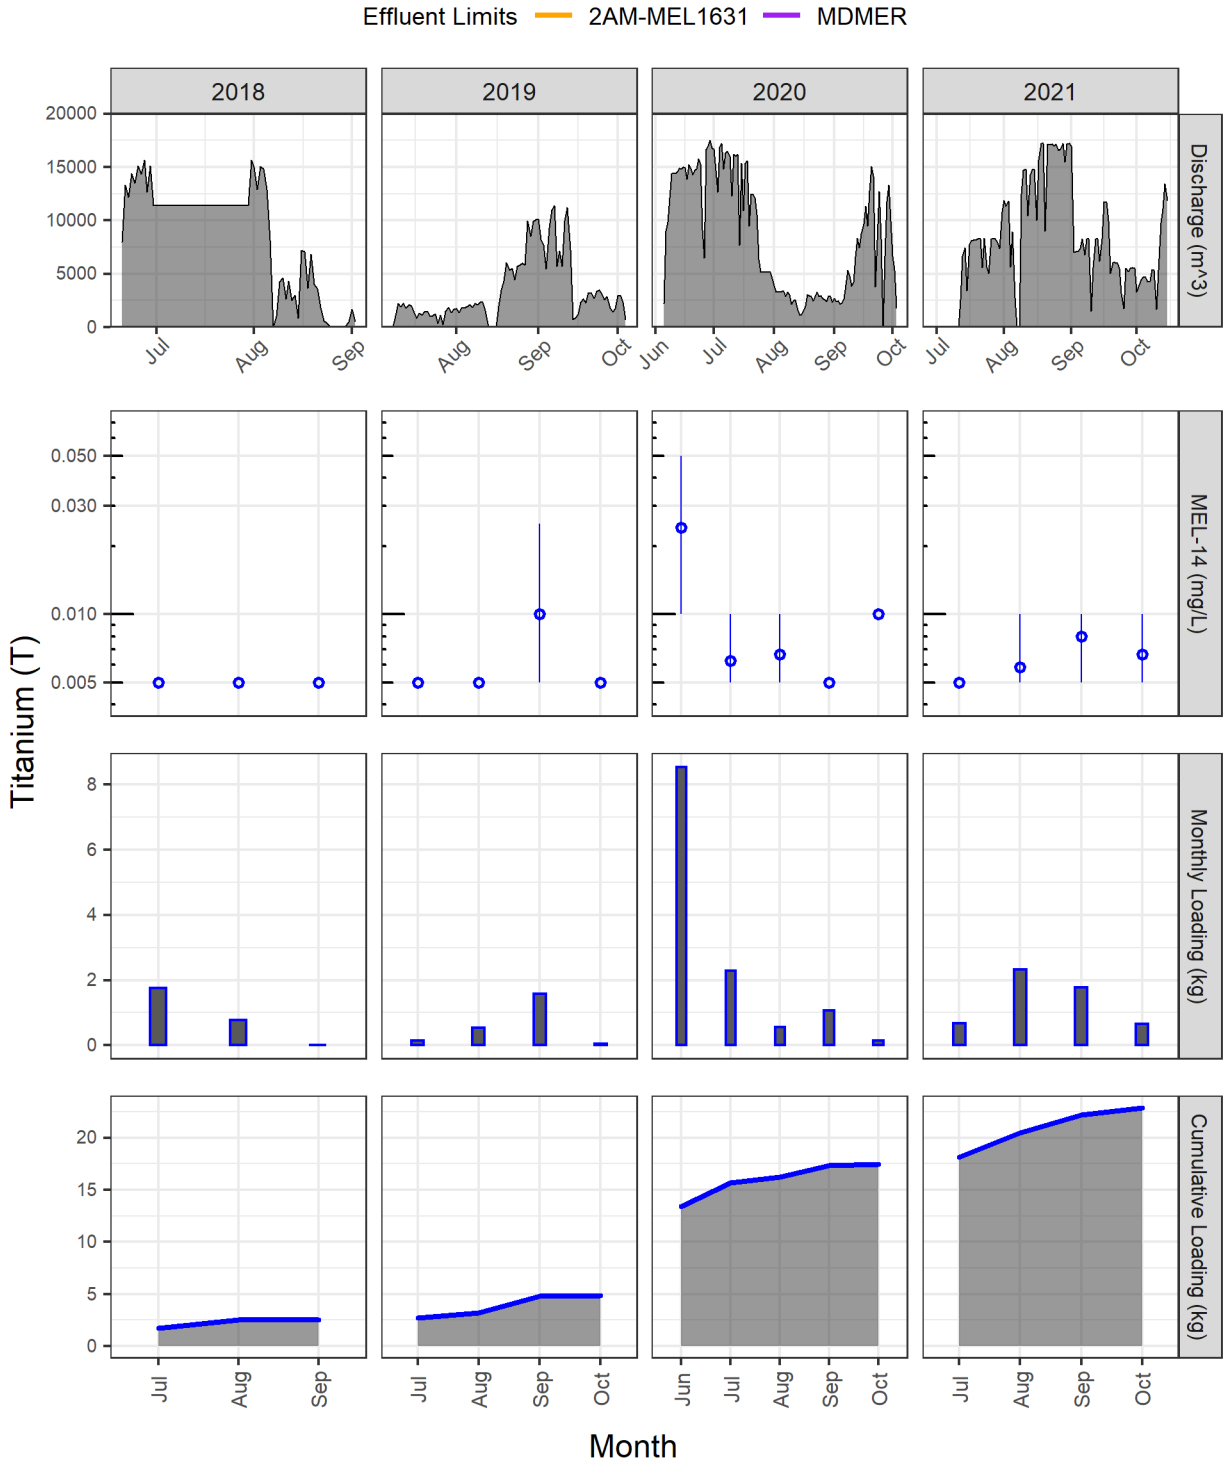 Effluent Limits 2AM-MEL1631 MDMER
2018 2019 2020 2021
20000
15000
10000
5000
0
Discharge (m^3)
Jul Aug Sep Aug Sep Oct Jun Jul Aug Sep Oct Jul Aug Sep Oct
0.050
0.030
0.010
0.005
MEL-14 (mg/L)
Titanium (T)
8
6
4
2
0
Monthly Loading (kg)
20
15
10
5
0
Cumulative Loading (kg)
Jul Aug Sep Jul Aug Sep Oct Jun Jul Aug Sep Oct Jul Aug Sep Oct
Month